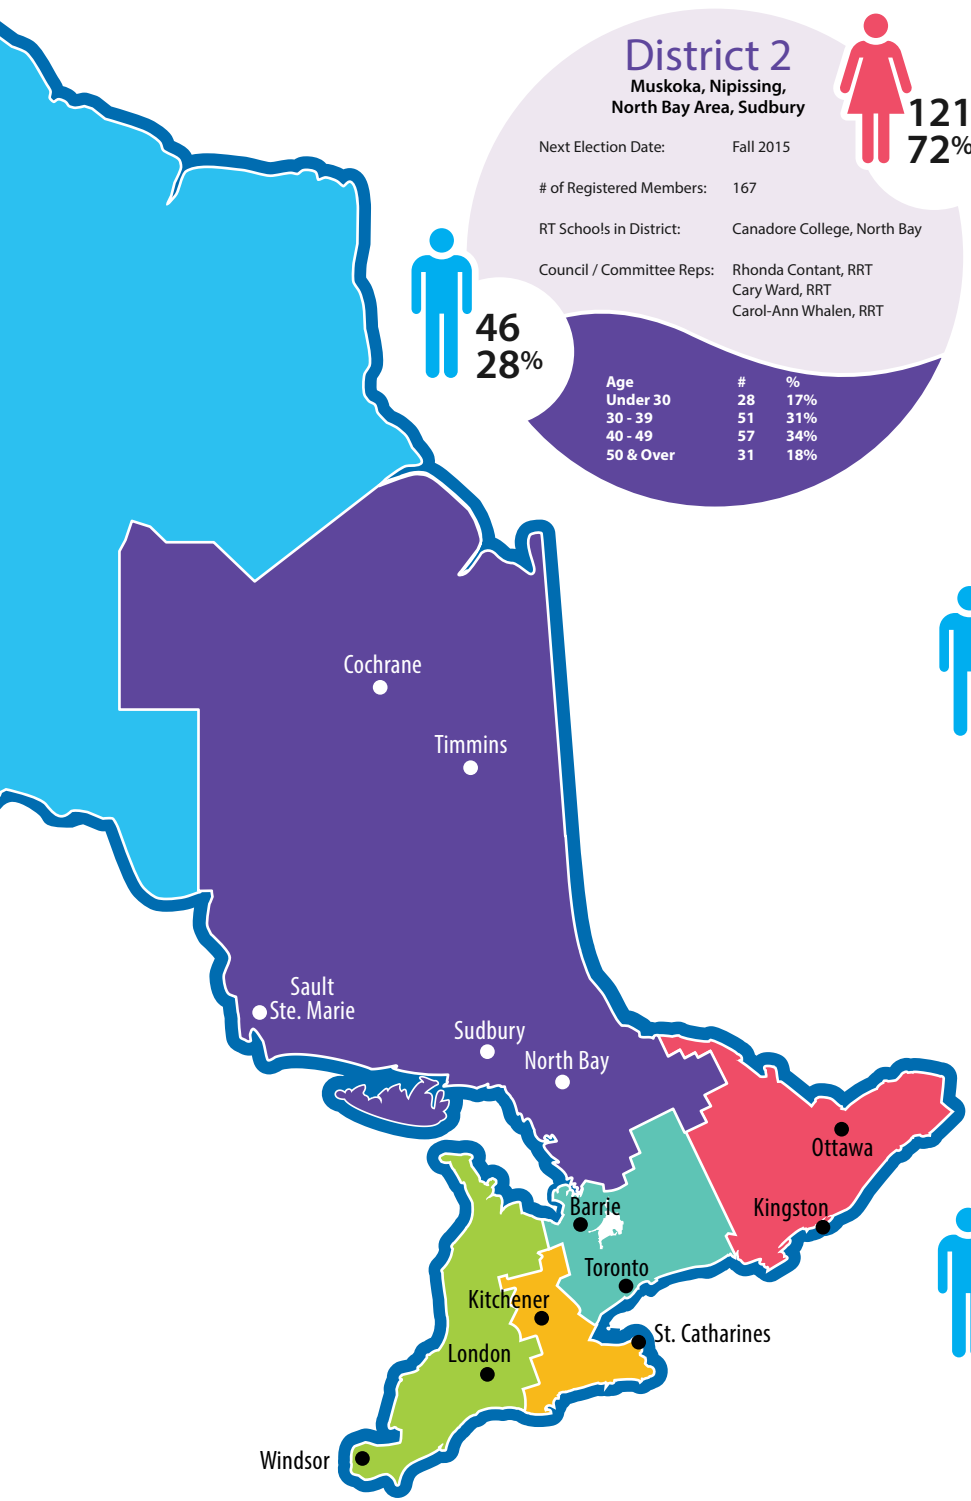 District 2
Muskoka, Nipissing,
North Bay Area, Sudbury
121
72%
Next Election Date: Fall 2015
# of Registered Members: 167
RT Schools in District: Canadore College, North Bay
Council / Committee Reps: Rhonda Contant, RRT
Cary Ward, RRT
Carol-Ann Whalen, RRT
46
28%
Age # %
Under 30 28 17%
30 - 39 51 31%
40 - 49 57 34%
50 & Over 31 18%
Cochrane
Timmins
Sault
Ste. Marie
Sudbury
North Bay
Ottawa
Kingston
Barrie
Toronto
Kitchener
St. Catharines
London
Windsor